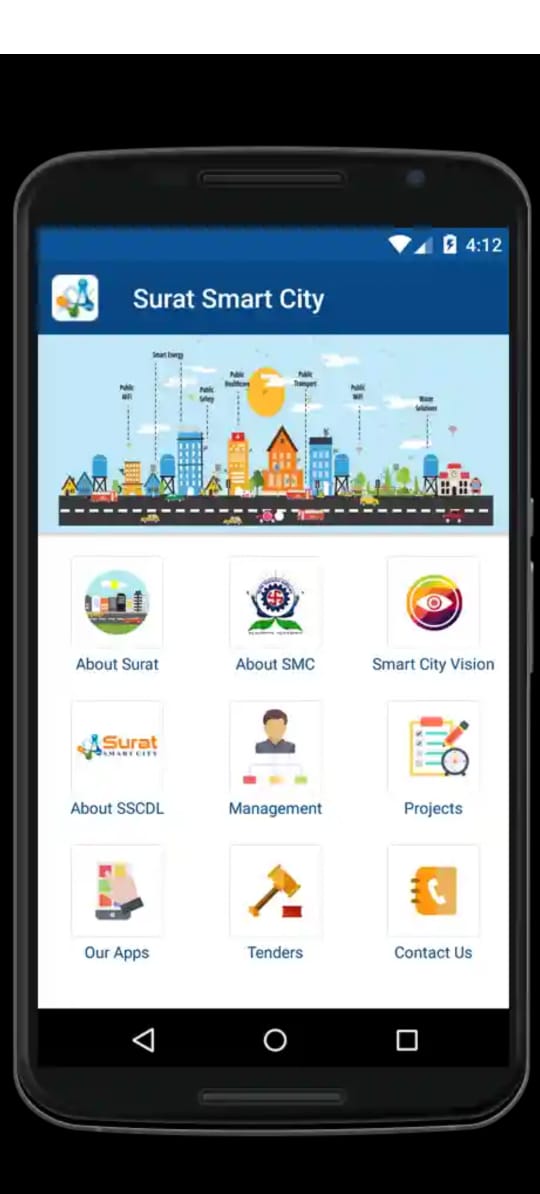 4:12
Surat Smart City
Smart Energy
Public
WiFi
Public
Safety
Public
Healthcare
Public
Transport
Public
WiFi
Water
Solutions
About Surat
About SMC
Smart City Vision
Surat
SMART CITY
About SSCDL
Management
Projects
Our Apps
Tenders
Contact Us